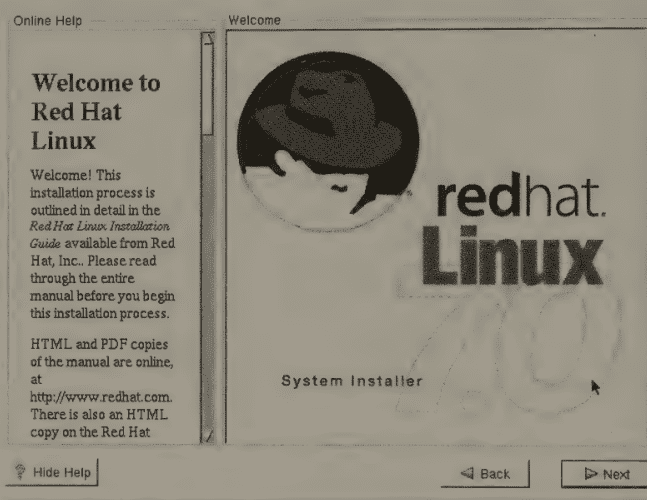 Online Help
Welcome to
Red Hat
Linux
Welcome! This
installation process is
outlined in detail in the
Red Hat Linux Installation
Guide available from Red
Hat, Inc.. Please read
through the entire
manual before you begin
this installation process.
HTML and PDF copies
of the manual are online,
at
http://www.redhat.com.
There is also an HTML
copy on the Red Hat
Hide Help
Welcome
redhat.
Linux
7.0
System Installer
Back
Next